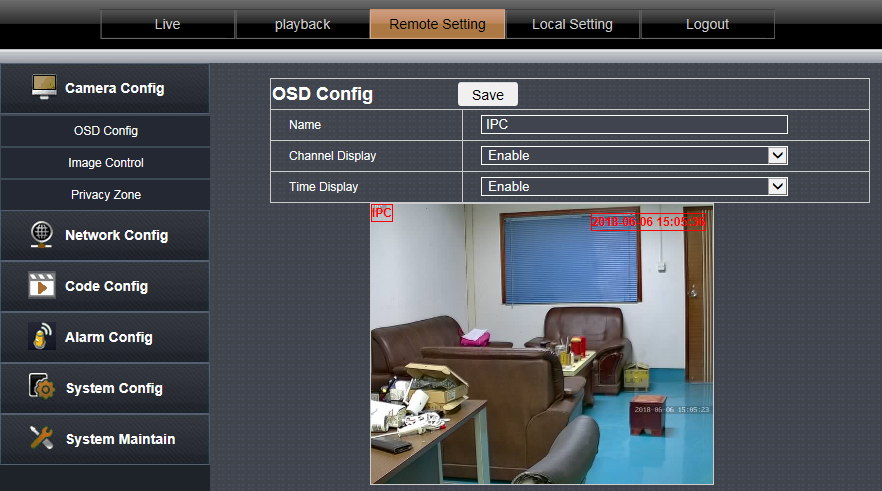 Live playback Remote Setting Local Setting Logout
Camera Config
OSD Config
Image Control
Privacy Zone
Network Config
Code Config
Alarm Config
System Config
System Maintain
OSD Config Save
Name IPC
Channel Display Enable
Time Display Enable
IPC
2018-06-06 15:05
2018-06-06 15:05:23